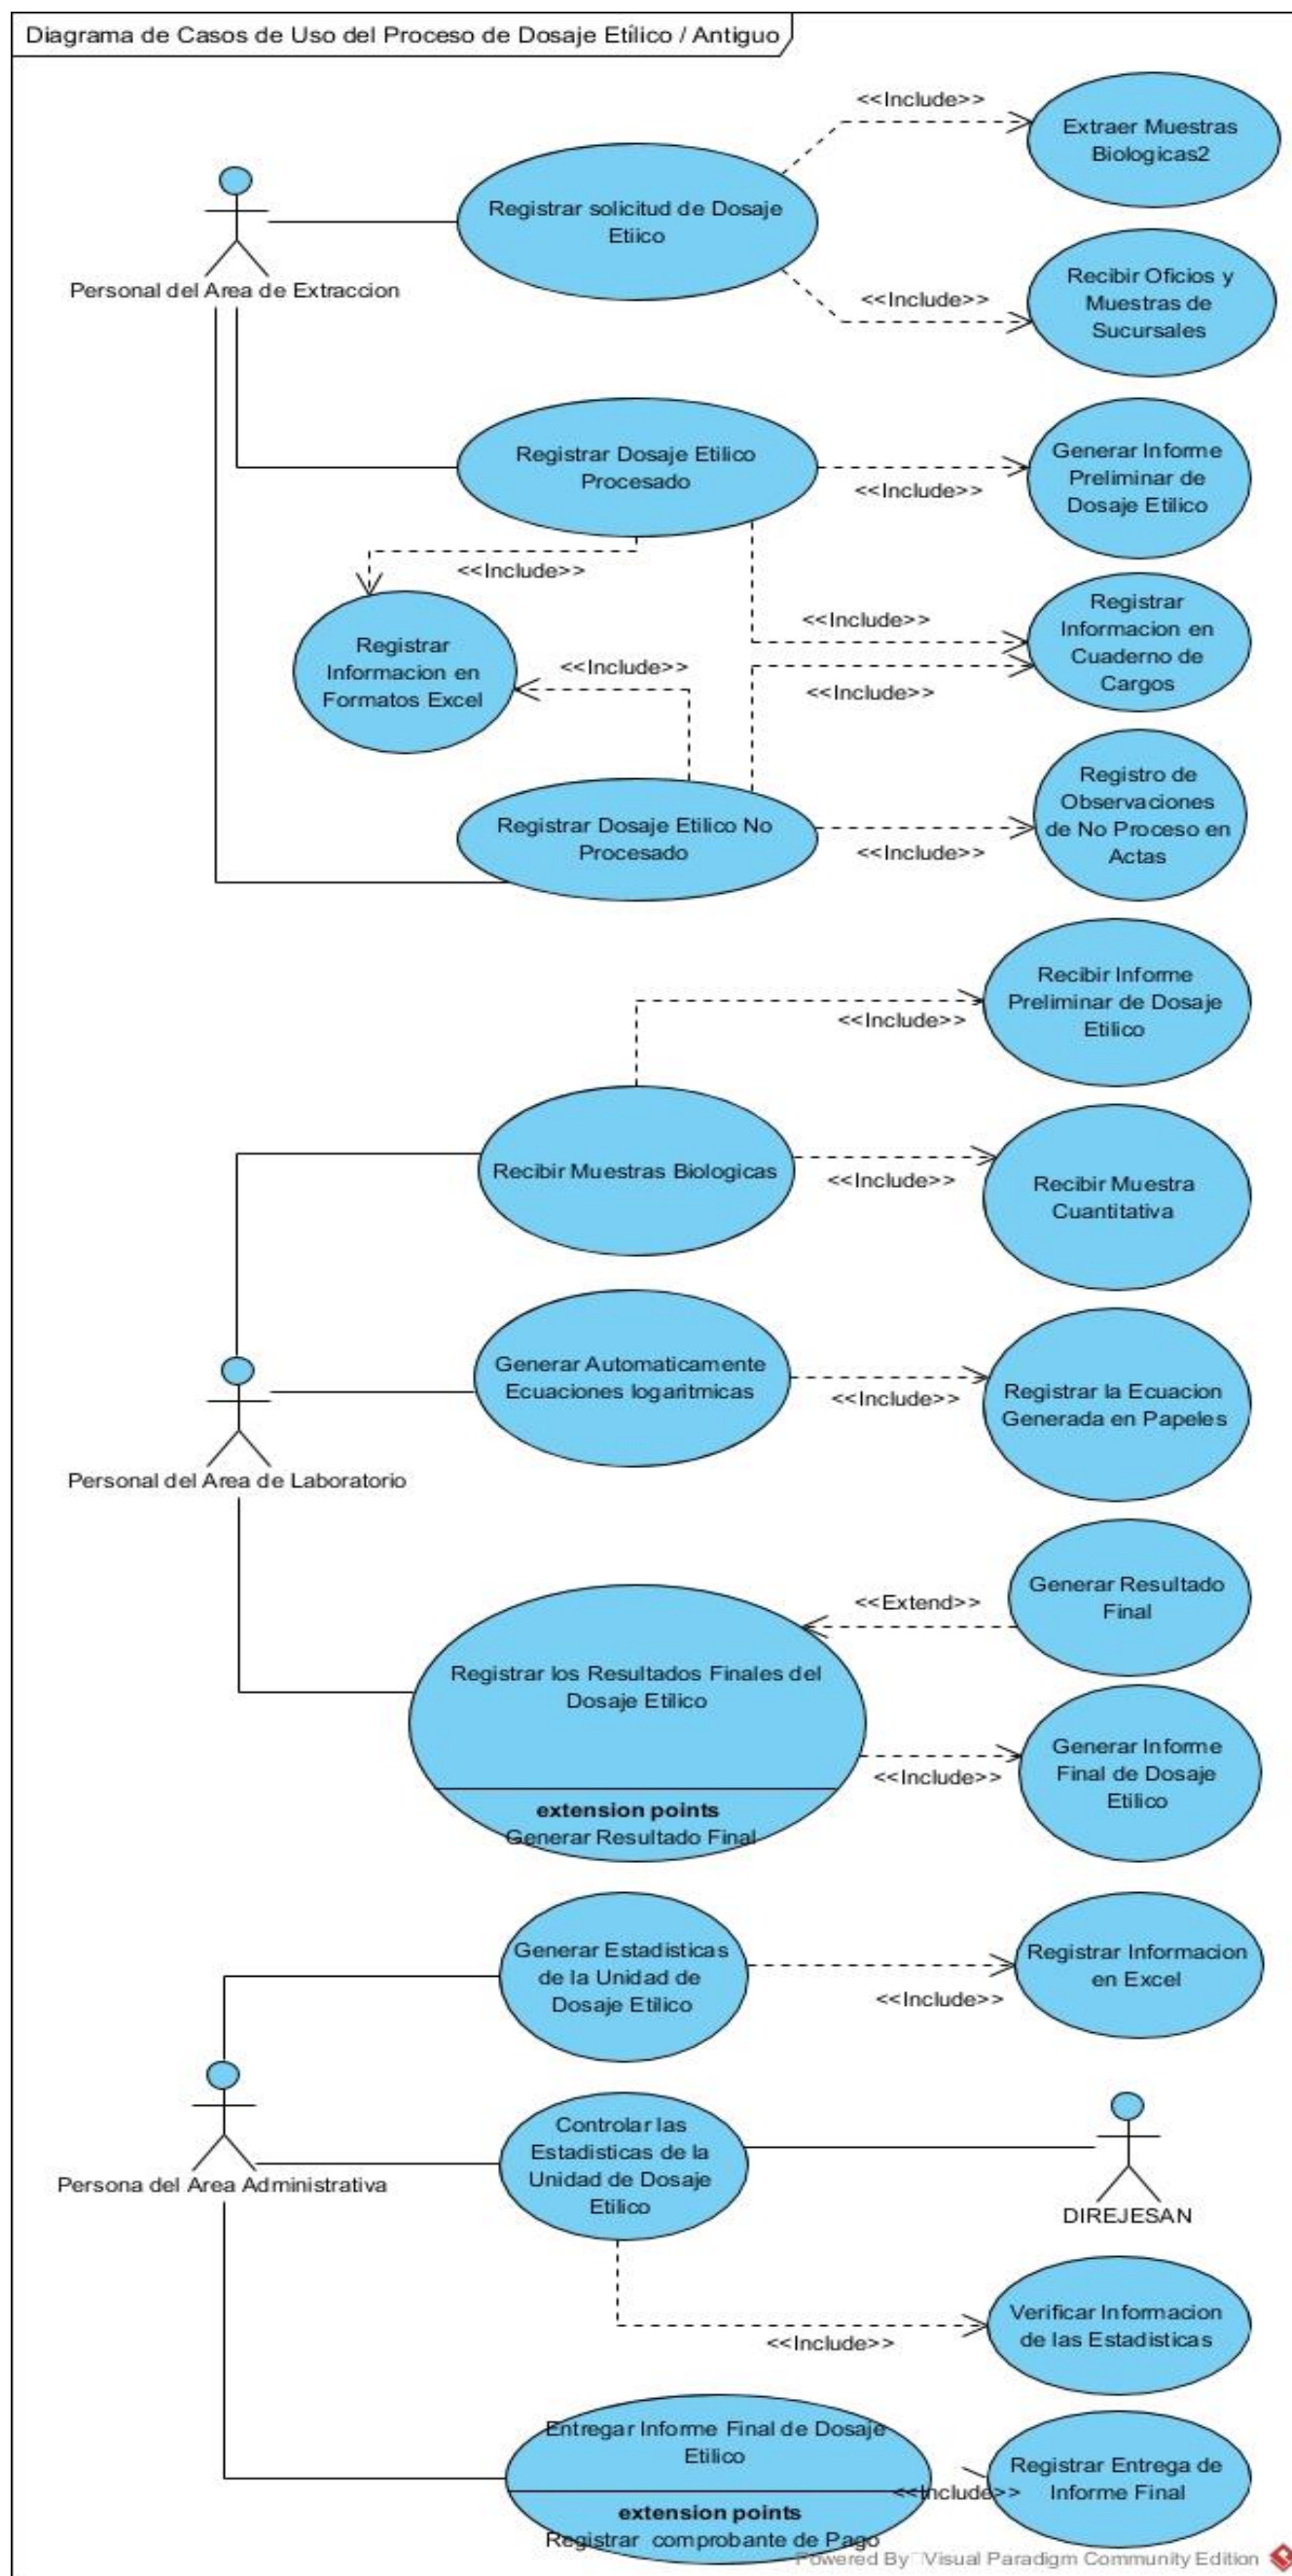 Diagrama de Casos de Uso del Proceso de Dosaje Etílico / Antiguo
<<Include>>
Extraer Muestras
Biologicas2
Registrar solicitud de Dosaje
Etiico
Personal del Area de Extraccion
<<Include>>
Recibir Oficios y
Muestras de
Sucursales
Registrar Dosaje Etilico
Procesado
<<Include>>
Generar Informe
Preliminar de
Dosaje Etilico
<<Include>>
Registrar
Informacion en
Formatos Excel
<<Include>>
<<Include>>
<<Include>>
Registrar
Informacion en
Cuaderno de
Cargos
Registrar Dosaje Etilico No
Procesado
<<Include>>
Registro de
Observaciones
de No Proceso en
Actas
<<Include>>
Recibir Informe
Preliminar de Dosaje
Etilico
Recibir Muestras Biologicas
<<Include>>
Recibir Muestra
Cuantitativa
Generar Automaticamente
Ecuaciones logaritmicas
<<Include>>
Registrar la Ecuacion
Generada en Papeles
Personal del Area de Laboratorio
<<Extend>>
Generar Resultado
Final
Registrar los Resultados Finales del
Dosaje Etilico
extension points
Generar Resultado Final
<<Include>>
Generar Informe
Final de Dosaje
Etilico
Generar Estadisticas
de la Unidad de
Dosaje Etilico
<<Include>>
Registrar Informacion
en Excel
Persona del Area Administrativa
Controlar las
Estadisticas de la
Unidad de Dosaje
Etilico
DIREJESAN
<<Include>>
Verificar Informacion
de las Estadisticas
Entregar Informe Final de Dosaje
Etilico
extension points
Registrar comprobante de Pago
<<Include>>
Registrar Entrega de
Informe Final
Powered By Visual Paradigm Community Edition